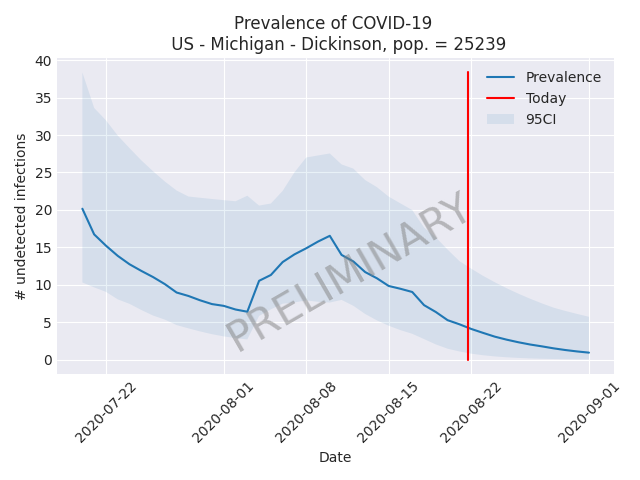 Prevalence of COVID-19
US - Michigan - Dickinson, pop. = 25239
# undetected infections
40
35
30
25
20
15
10
5
0
Prevalence
Today
95CI
PRELIMINARY
2020-07-22
2020-08-01
2020-08-08
2020-08-15
2020-08-22
2020-09-01
Date